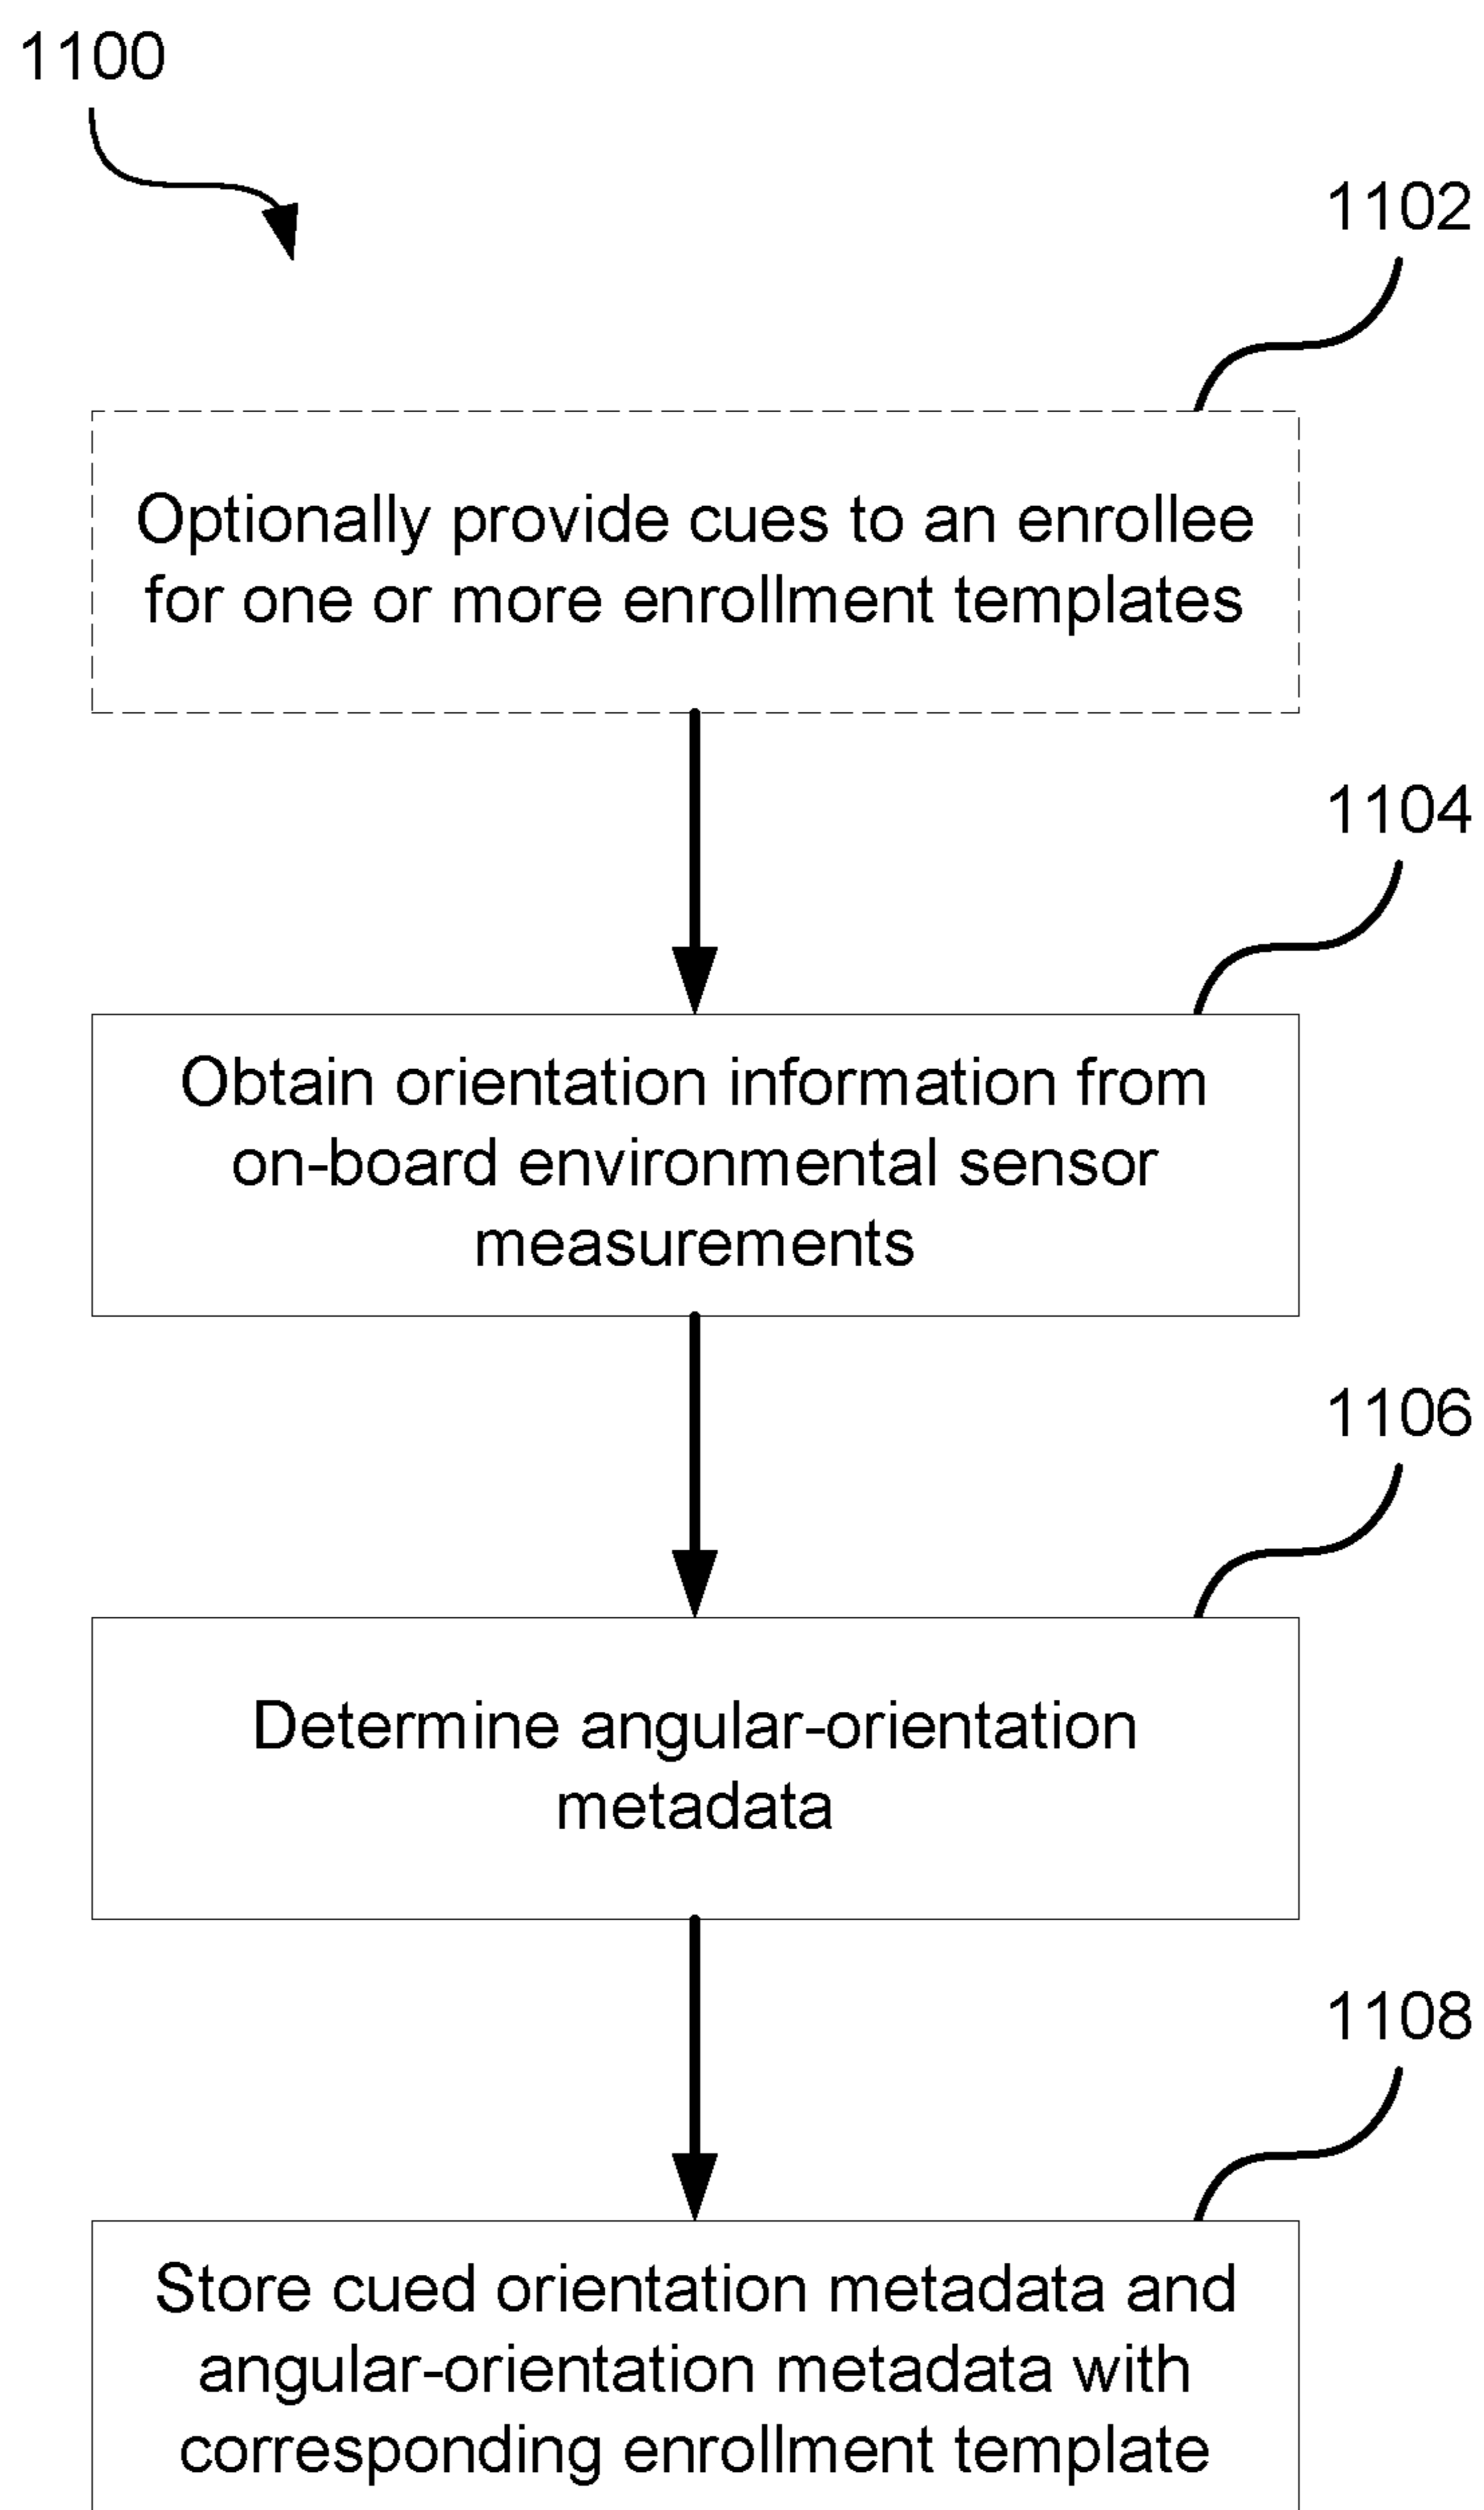 1100
1102
Optionally provide cues to an enrollee
for one or more enrollment templates
1104
Obtain orientation information from
on-board environmental sensor
measurements
1106
Determine angular-orientation
metadata
1108
Store cued orientation metadata and
angular-orientation metadata with
corresponding enrollment template